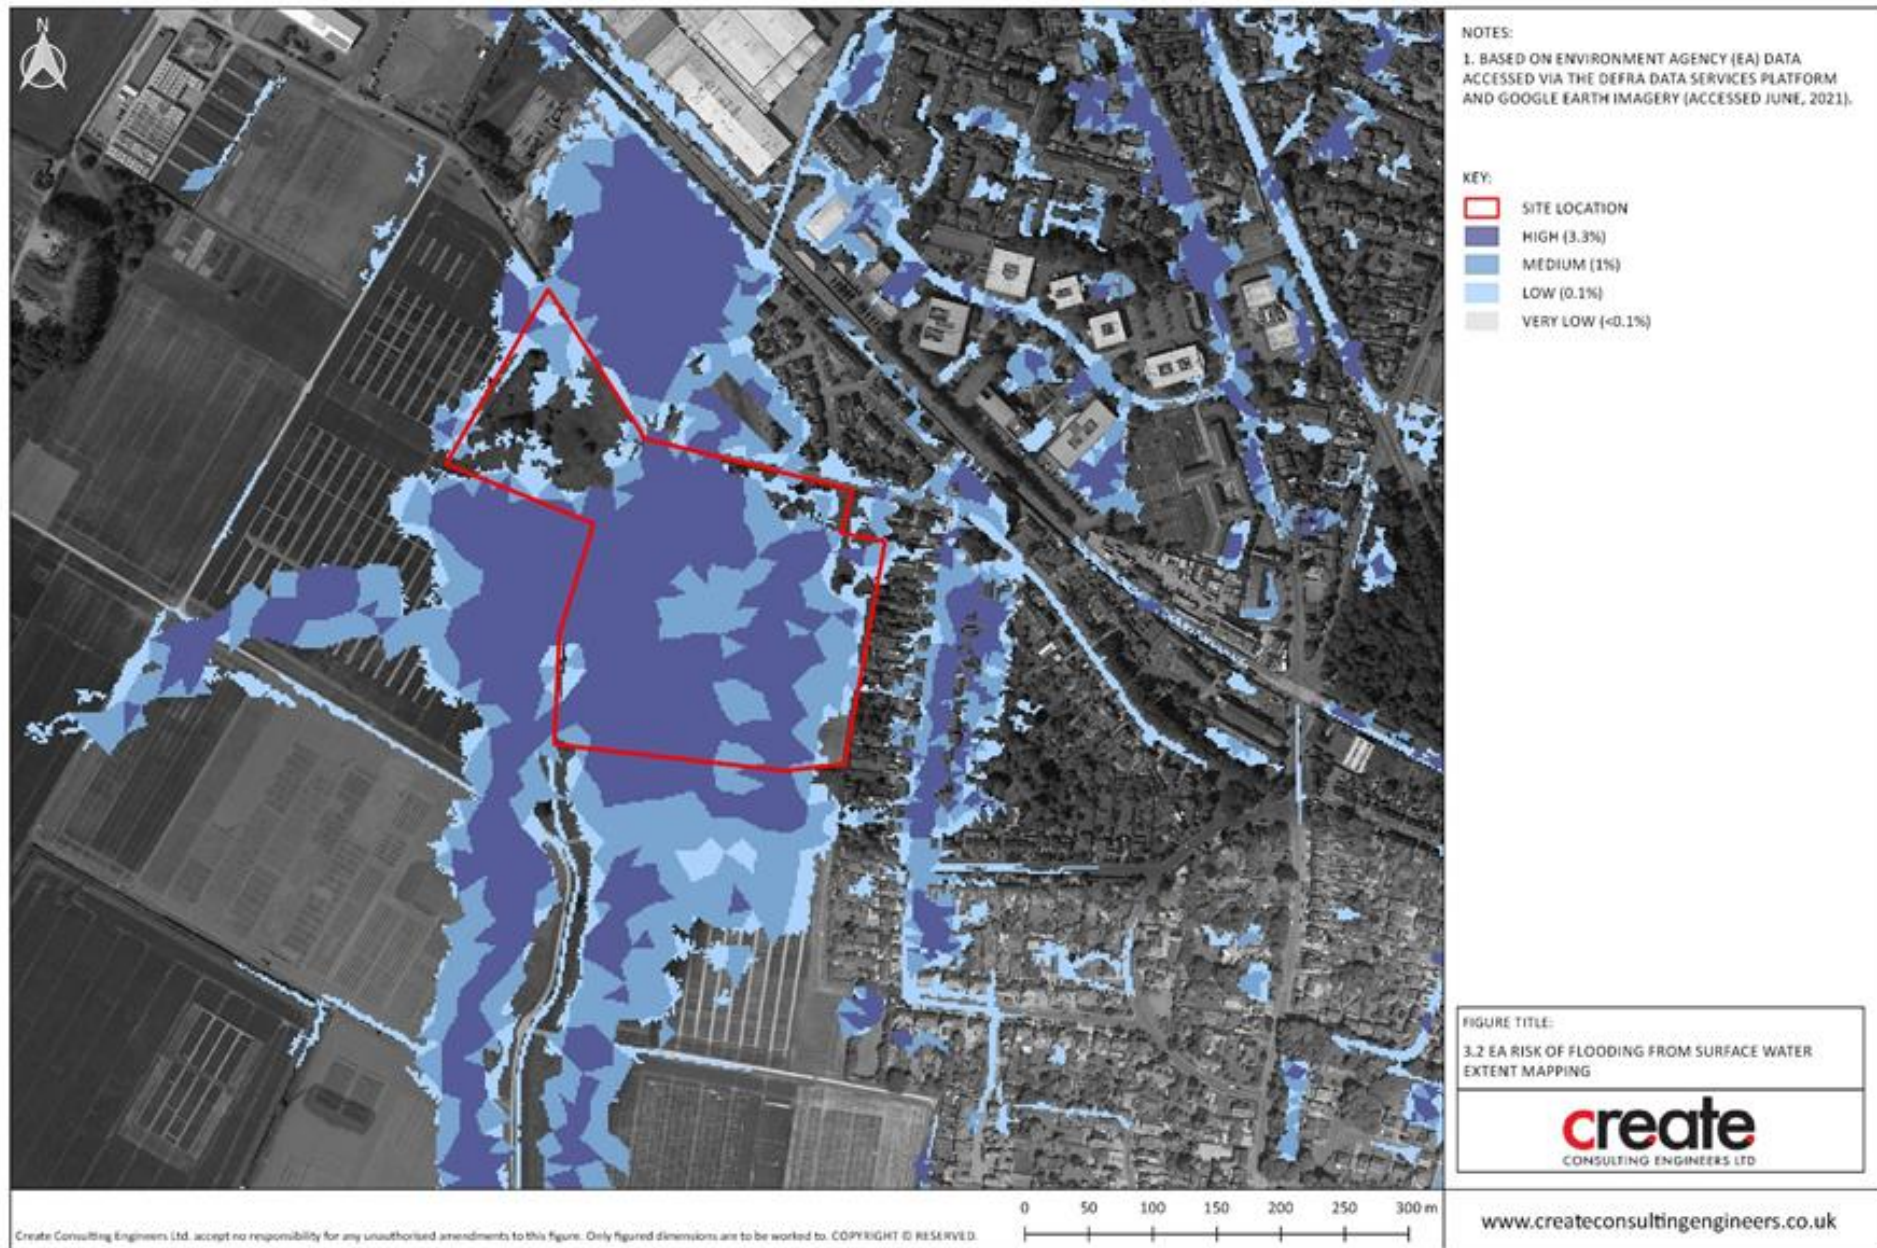 N
NOTES:
1. BASED ON ENVIRONMENT AGENCY (EA) DATA
ACCESSED VIA THE DEFRA DATA SERVICES PLATFORM
AND GOOGLE EARTH IMAGERY (ACCESSED JUNE, 2021).
KEY:
SITE LOCATION
HIGH (3.3%)
MEDIUM (1%)
LOW (0.1%)
VERY LOW (<0.1%)
FIGURE TITLE:
3.2 EA RISK OF FLOODING FROM SURFACE WATER
EXTENT MAPPING
create
CONSULTING ENGINEERS LTD
0 50 100 150 200 250 300 m
Create Consulting Engineers Ltd. accept no responsibility for any unauthorised amendments to this figure. Only figured dimensions are to be worked to. COPYRIGHT © RESERVED.
www.createconsultingengineers.co.uk